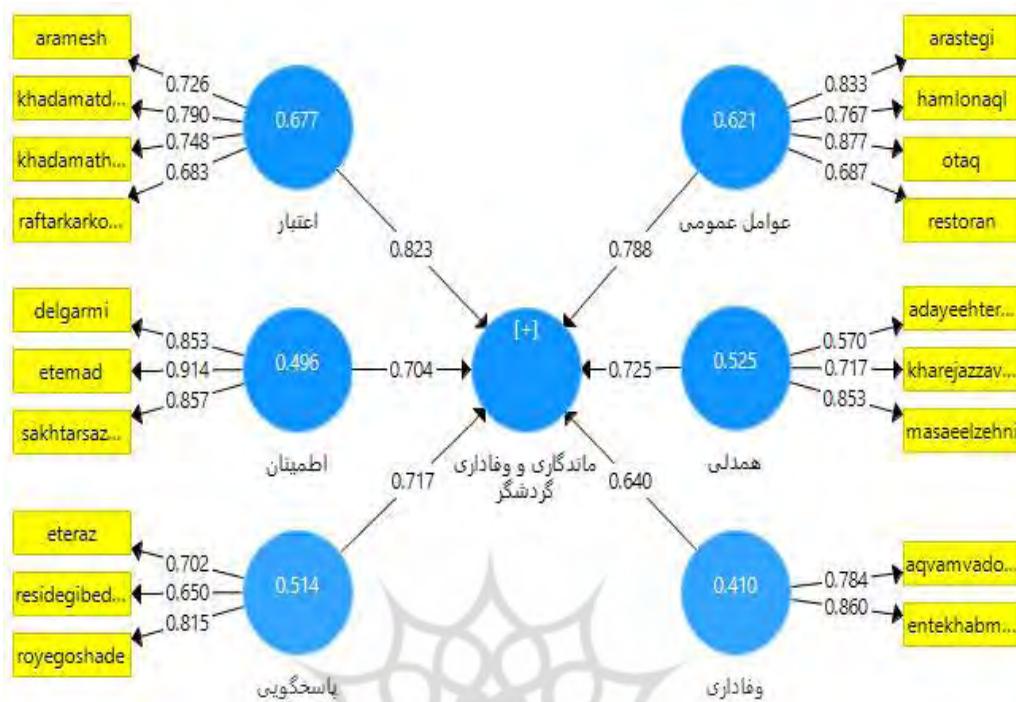 aramesh
khadamatd...
khadamath...
raftarkarko...
0.726
0.790
0.748
0.683
0.677
اعتبار
0.823
arastegi
hamlonaql
otaq
restoran
0.833
0.767
0.877
0.687
0.621
عوامل عمومی
0.788
delgarmi
etemad
sakhtarsaz...
0.853
0.914
0.857
0.496
اطمینان
0.704
[+]
ماندگاری و وفاداری
گردشگر
adayeehter...
kharejazzav...
masaeelzehni
0.570
0.717
0.853
0.525
همدلی
0.725
eteraz
residegibed...
royegoshade
0.702
0.650
0.815
0.514
پاسخگویی
0.717
aqvamvado...
entekhabm...
0.784
0.860
0.410
وفاداری
0.640